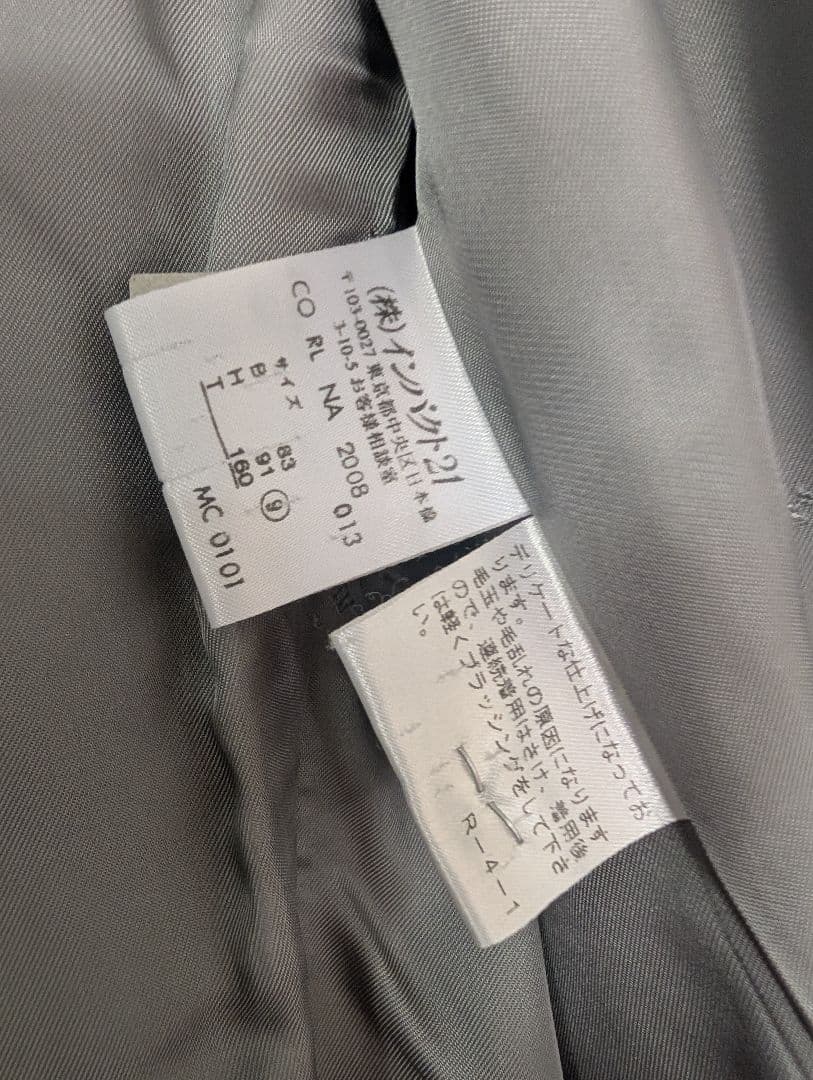 (株)インパクト21
〒103-0027 東京都中央区日本橋
3-10-5 お客様相談室
CO RL NA 2008 013
サイズ
B 83
H 91 ⑨
T 160
MC 0101
デリケートな仕上げになってお
ります。
毛玉や毛乱れの原因になります
ので、連続着用はさけ、着用後
は軽くブラッシングをして下さ
い。
R-4-1